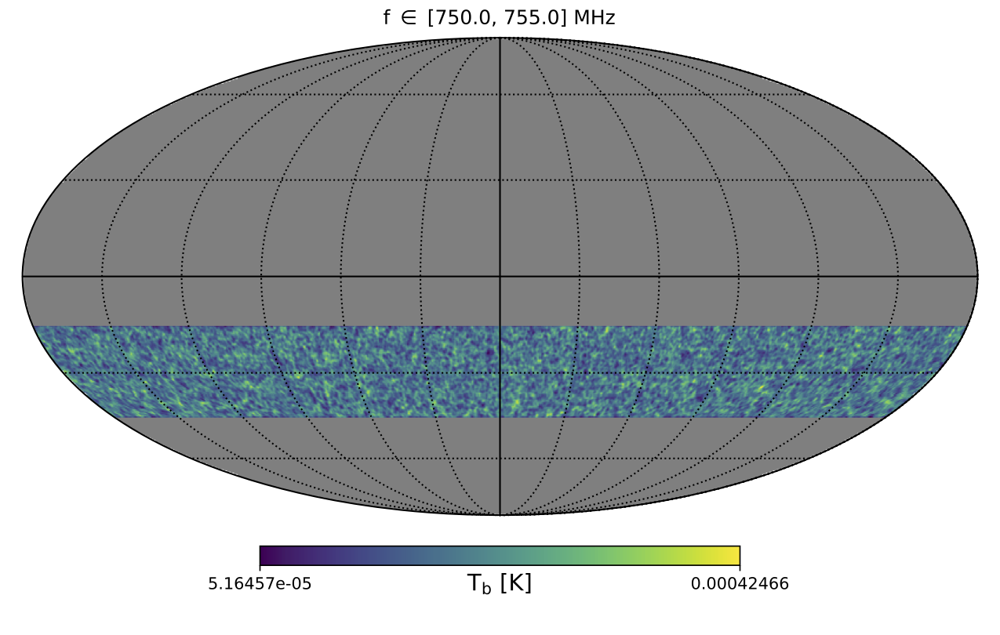 f ∈ [750.0, 755.0] MHz
5.16457e-05
T_b [K]
0.00042466